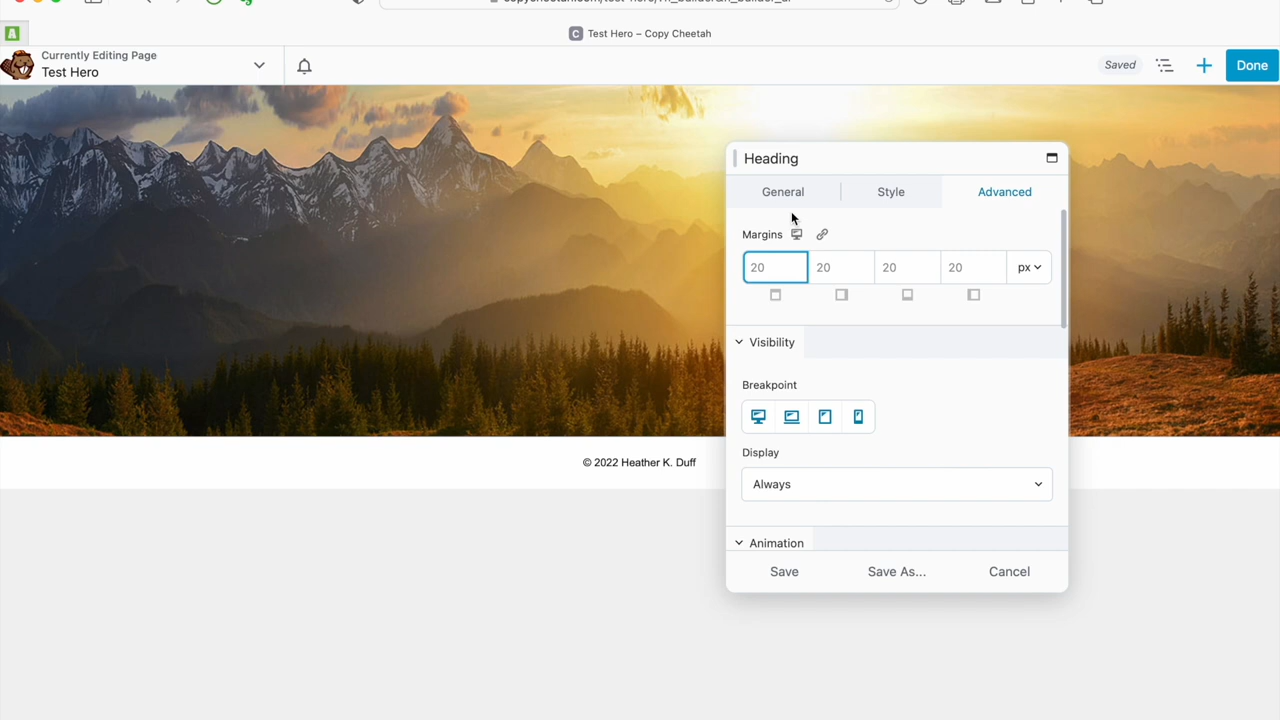 Test Hero – Copy Cheetah
Currently Editing Page
Test Hero
Saved
Done
Heading
General
Style
Advanced
Margins
20
20
20
20
px
Visibility
Breakpoint
Display
Always
Animation
Save
Save As...
Cancel
© 2022 Heather K. Duff